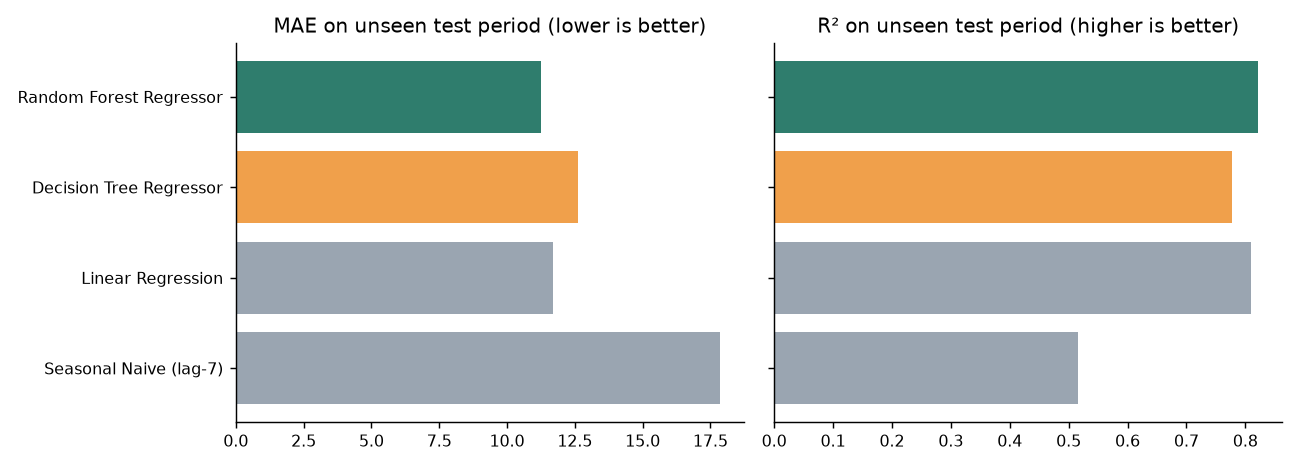 MAE on unseen test period (lower is better)
R² on unseen test period (higher is better)
Random Forest Regressor
Decision Tree Regressor
Linear Regression
Seasonal Naive (lag-7)
0.0 2.5 5.0 7.5 10.0 12.5 15.0 17.5
0.0 0.1 0.2 0.3 0.4 0.5 0.6 0.7 0.8